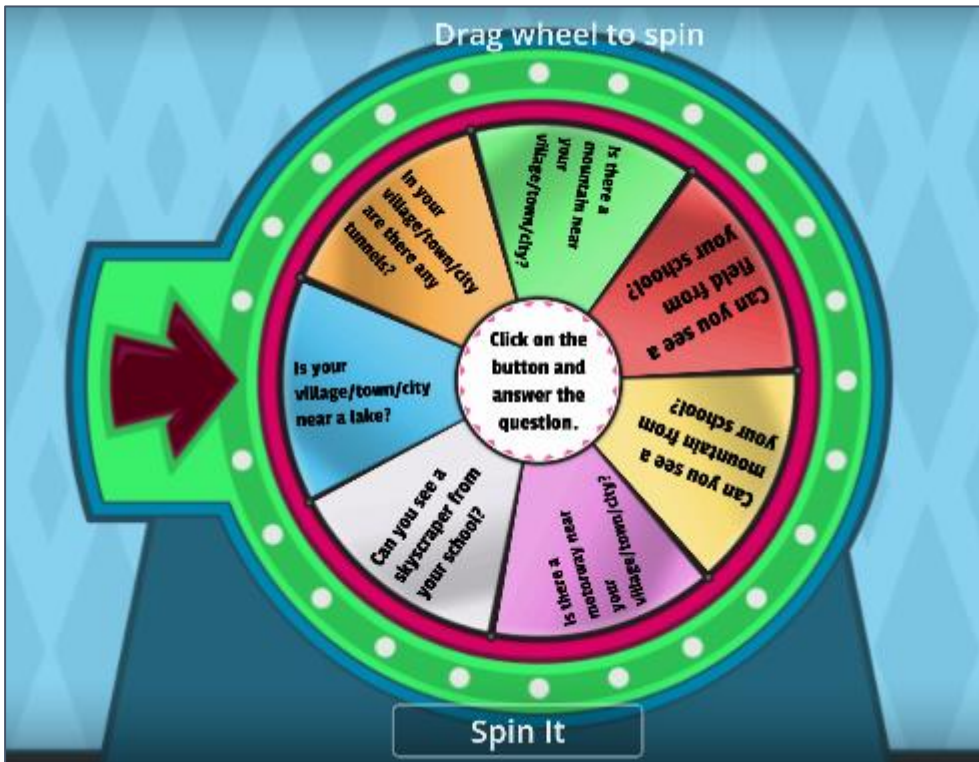 Drag wheel to spin
Is there a
mountain near
your
village/town/city?
Can you see a
field from
your school?
Can you see a
mountain from
your school?
Is there a
motorway near
your
village/town/city?
Can you see a
skyscraper from
your school?
Is your
village/town/city
near a lake?
In your
village/town/city
are there any
tunnels?
Click on the
button and
answer the
question.
Spin It